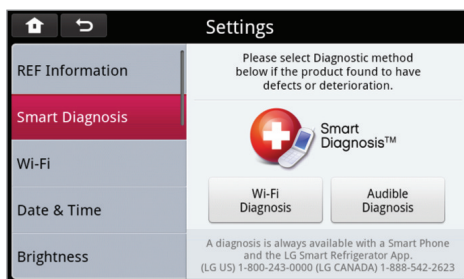 Settings
REF Information
Smart Diagnosis
Wi-Fi
Date & Time
Brightness
Please select Diagnostic method
below if the product found to have
defects or deterioration.
Smart
Diagnosis™
Wi-Fi
Diagnosis
Audible
Diagnosis
A diagnosis is always available with a Smart Phone
and the LG Smart Refrigerator App.
(LG US) 1-800-243-0000 (LG CANADA) 1-888-542-2623